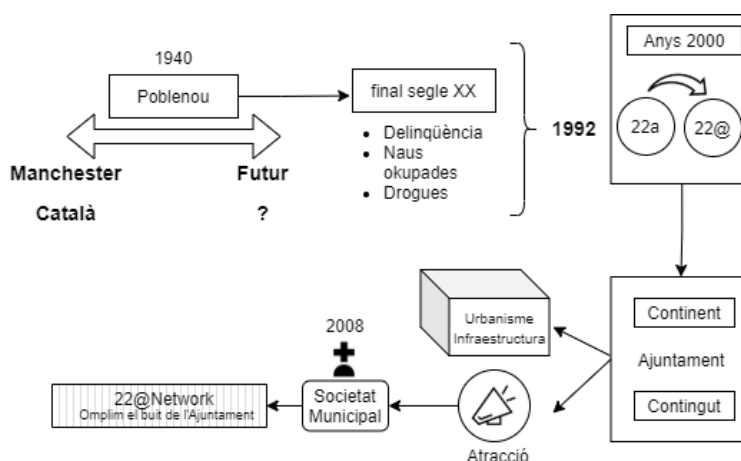 1940
Poblenou
Manchester
Català
Futur
?
final segle XX
Delinqüència
Naus
okupades
Drogues
1992
Anys 2000
22a
22@
Continent
Ajuntament
Contingut
Urbanisme
Infraestructura
Atracció
2008
Societat
Municipal
22@Network
Omplim el buit de l'Ajuntament